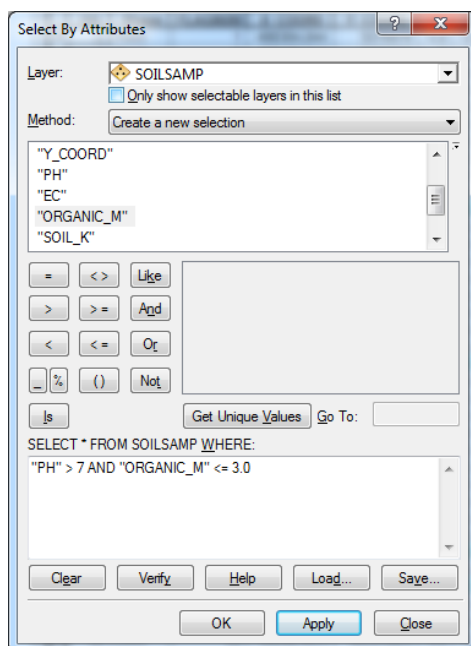 Select By Attributes
Layer: SOILSAMP
Only show selectable layers in this list
Method: Create a new selection
"Y_COORD"
"PH"
"EC"
"ORGANIC_M"
"SOIL_K"
= < > Like
> > = And
< < = Or
_ % () Not
Is Get Unique Values Go To:
SELECT * FROM SOILSAMP WHERE:
"PH" > 7 AND "ORGANIC_M" <= 3.0
Clear Verify Help Load... Save...
OK Apply Close